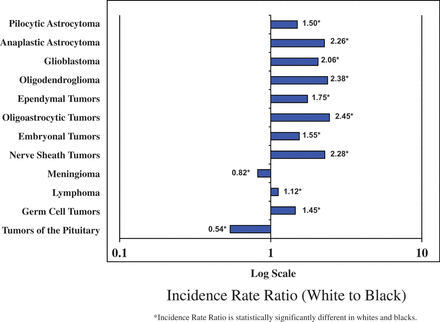 Pilocytic Astrocytoma 1.50*
Anaplastic Astrocytoma 2.26*
Glioblastoma 2.06*
Oligodendroglioma 2.38*
Ependymal Tumors 1.75*
Oligoastrocytic Tumors 2.45*
Embryonal Tumors 1.55*
Nerve Sheath Tumors 2.28*
Meningioma 0.82*
Lymphoma 1.12*
Germ Cell Tumors 1.45*
Tumors of the Pituitary 0.54*
0.1 1 10
Log Scale
Incidence Rate Ratio (White to Black)
*Incidence Rate Ratio is statistically significantly different in whites and blacks.